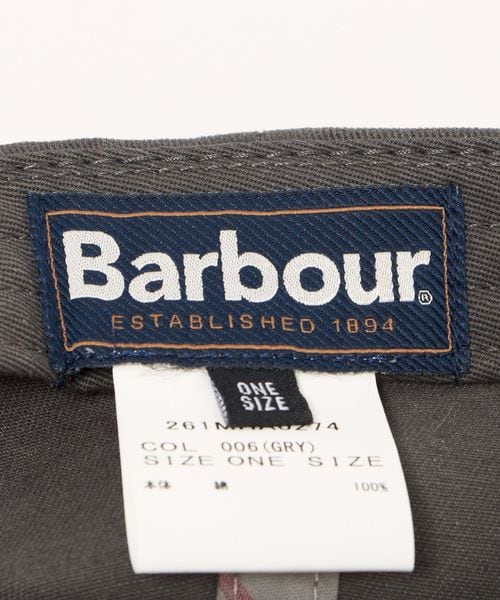 Barbour®
ESTABLISHED 1894
ONE
SIZE
COL 006(GRY)
SIZE ONE SIZE
本体 綿 100%